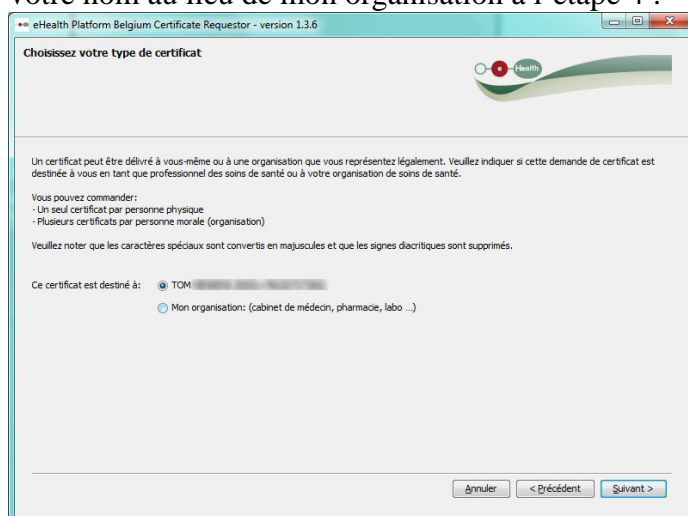 votre nom au lieu de mon organisation à l'étape 4 :
eHealth Platform Belgium Certificate Requestor - version 1.3.6
Choisissez votre type de certificat
Health
Un certificat peut être délivré à vous-même ou à une organisation que vous représentez légalement. Veuillez indiquer si cette demande de certificat est
destinée à vous en tant que professionnel des soins de santé ou à votre organisation de soins de santé.
Vous pouvez commander:
- Un seul certificat par personne physique
- Plusieurs certificats par personne morale (organisation)
Veuillez noter que les caractères spéciaux sont convertis en majuscules et que les signes diacritiques sont supprimés.
Ce certificat est destiné à: TOM
Mon organisation: (cabinet de médecin, pharmacie, labo ...)
Annuler < Précédent Suivant >